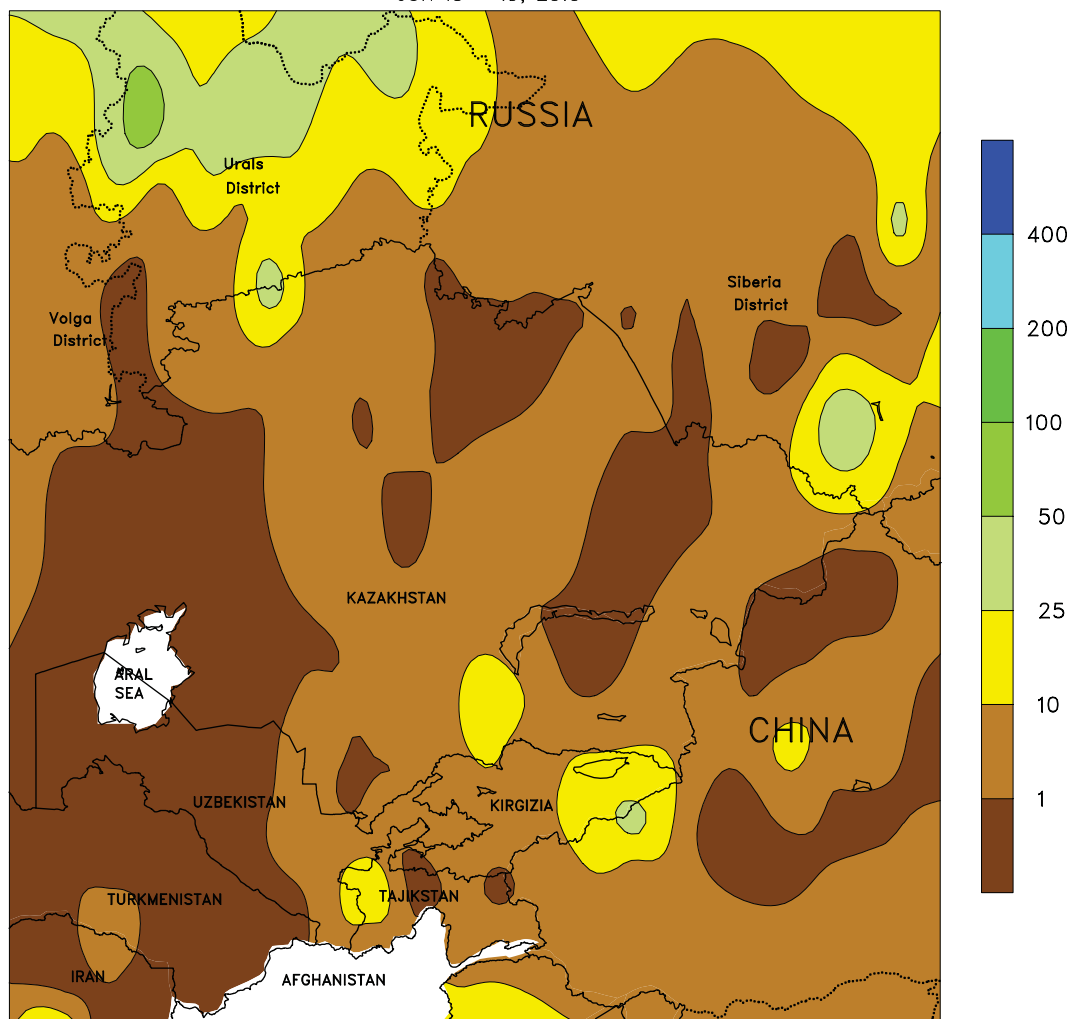 RUSSIA
Urals
District
Siberia
District
Volga
District
400
200
100
50
25
10
1
KAZAKHSTAN
ARAL
SEA
CHINA
UZBEKISTAN
KIRGIZIA
TURKMENISTAN
TAJIKSTAN
IRAN
AFGHANISTAN